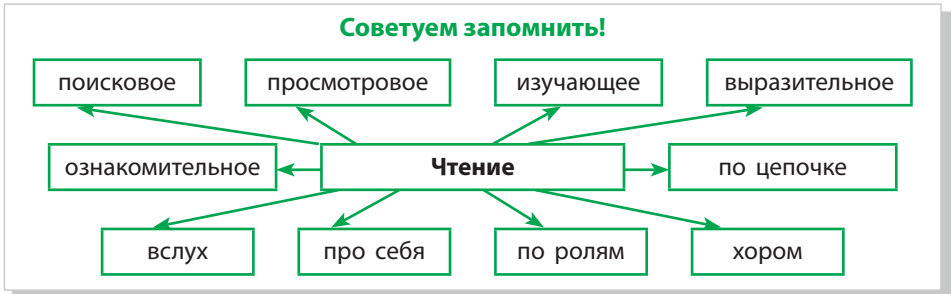 Советуем запомнить!
поисковое
просмотровое
изучающее
выразительное
ознакомительное
Чтение
по цепочке
вслух
про себя
по ролям
хором